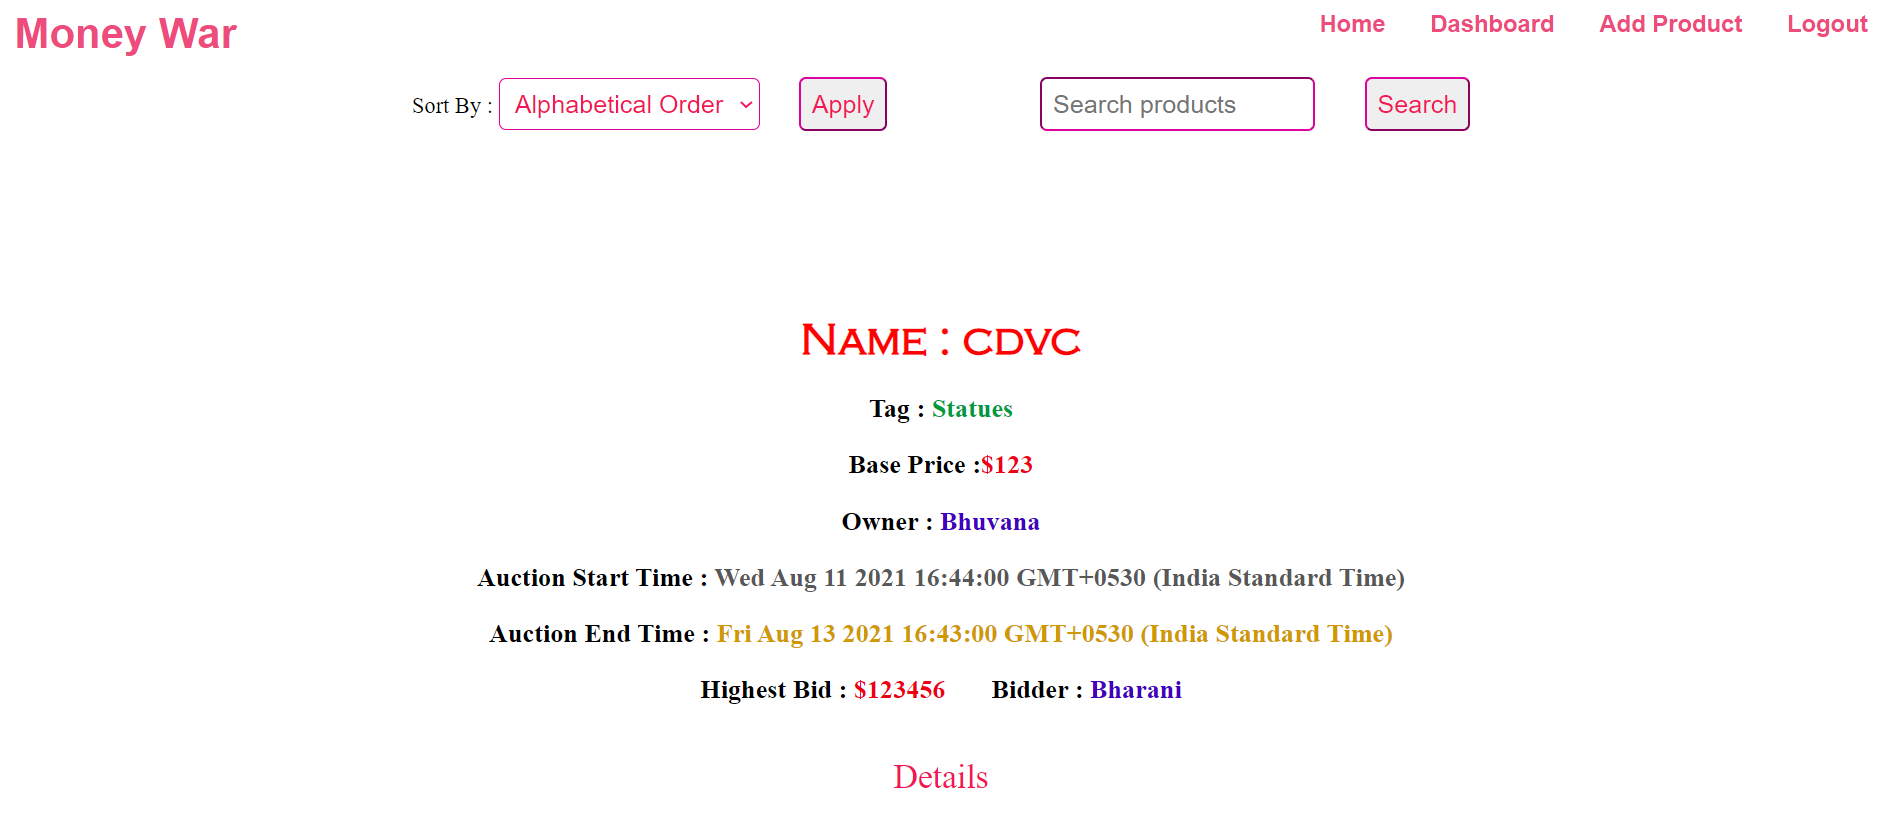 Money War
Home Dashboard Add Product Logout
Sort By : Alphabetical Order Apply Search products Search
Name : cdvc
Tag : Statues
Base Price :$123
Owner : Bhuvana
Auction Start Time : Wed Aug 11 2021 16:44:00 GMT+0530 (India Standard Time)
Auction End Time : Fri Aug 13 2021 16:43:00 GMT+0530 (India Standard Time)
Highest Bid : $123456 Bidder : Bharani
Details